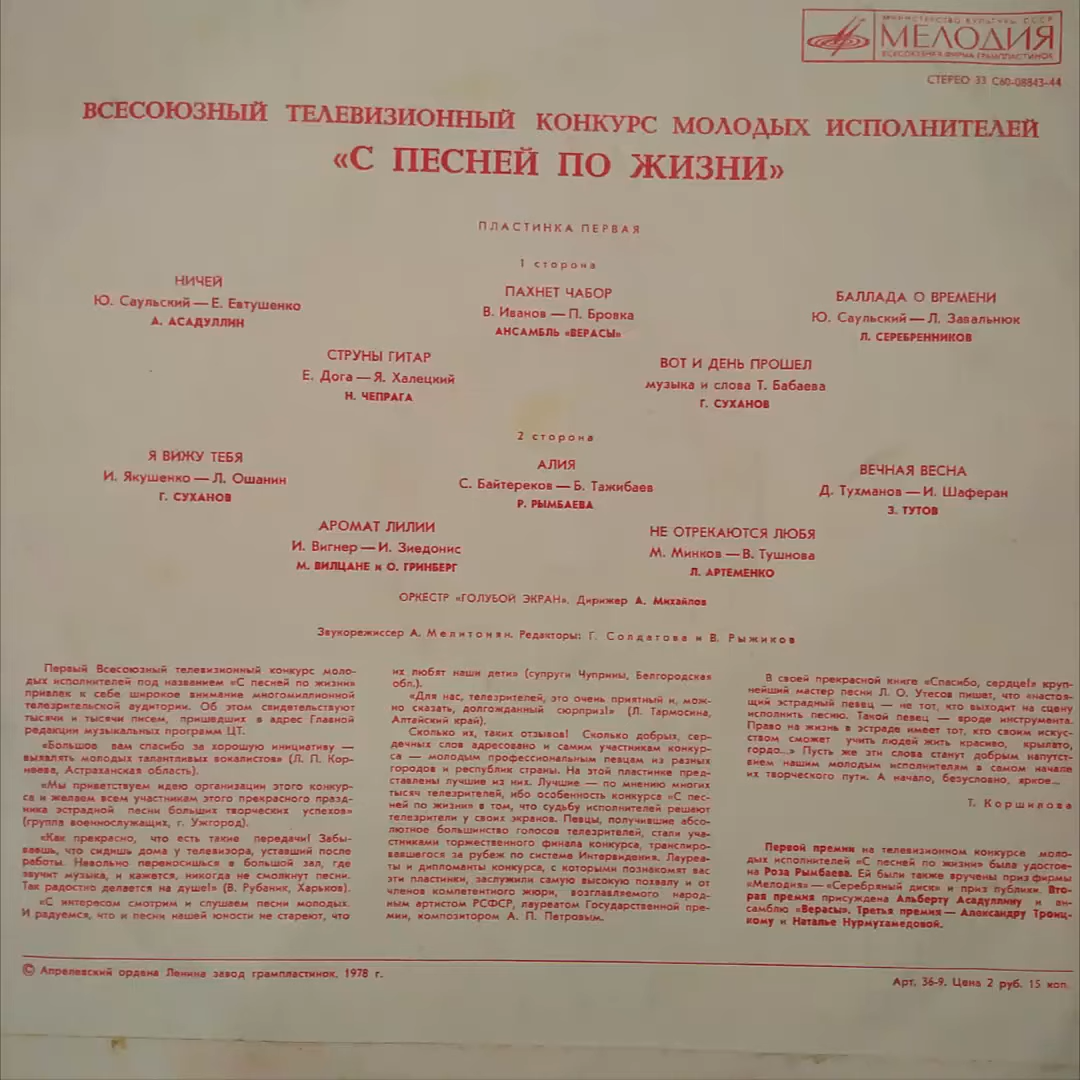 МИНИСТЕРСТВО КУЛЬТУРЫ СССР
МЕЛОДИЯ
ВСЕСОЮЗНАЯ ФИРМА ГРАМПЛАСТИНОК
СТЕРЕО 33 С60-08843-44
ВСЕСОЮЗНЫЙ ТЕЛЕВИЗИОННЫЙ КОНКУРС МОЛОДЫХ ИСПОЛНИТЕЛЕЙ
«С ПЕСНЕЙ ПО ЖИЗНИ»
ПЛАСТИНКА ПЕРВАЯ
1 сторона
НИЧЕЙ
Ю. Саульский — Е. Евтушенко
А. АСАДУЛЛИН
ПАХНЕТ ЧАБОР
В. Иванов — П. Бровка
АНСАМБЛЬ «ВЕРАСЫ»
БАЛЛАДА О ВРЕМЕНИ
Ю. Саульский — Л. Завальнюк
Л. СЕРЕБРЕННИКОВ
СТРУНЫ ГИТАР
Е. Дога — Я. Халецкий
Н. ЧЕПРАГА
ВОТ И ДЕНЬ ПРОШЕЛ
музыка и слова Т. Бабаева
Г. СУХАНОВ
2 сторона
Я ВИЖУ ТЕБЯ
И. Якушенко — Л. Ошанин
Г. СУХАНОВ
АЛИЯ
С. Байтереков — Б. Тажибаев
Р. РЫМБАЕВА
ВЕЧНАЯ ВЕСНА
Д. Тухманов — И. Шаферан
З. ТУТОВ
АРОМАТ ЛИЛИИ
И. Вигнер — И. Зиедонис
М. ВИЛЦАНЕ и О. ГРИНБЕРГ
НЕ ОТРЕКАЮТСЯ ЛЮБЯ
М. Минков — В. Тушнова
Л. АРТЕМЕНКО
ОРКЕСТР «ГОЛУБОЙ ЭКРАН». Дирижер А. Михайлов
Звукорежиссер А. Мелитонян. Редакторы: Г. Солдатова и В. Рыжиков
Первый Всесоюзный телевизионный конкурс моло-
дых исполнителей под названием «С песней по жизни»
привлек к себе широкое внимание многомиллионной
телезрительской аудитории. Об этом свидетельствуют
тысячи и тысячи писем, пришедших в адрес Главной
редакции музыкальных программ ЦТ.
«Большое вам спасибо за хорошую инициативу —
выявлять молодых талантливых вокалистов» (Л. П. Кор-
неева, Астраханская область).
«Мы приветствуем идею организации этого конкур-
са и желаем всем участникам этого прекрасного празд-
ника эстрадной песни больших творческих успехов»
(группа военнослужащих, г. Ужгород).
«Как прекрасно, что есть такие передачи! Забы-
ваешь, что сидишь дома у телевизора, уставший после
работы. Невольно переносишься в большой зал, где
звучит музыка, и кажется, никогда не смолкнут песни.
Так радостно делается на душе!» (В. Рубаник, Харьков).
«С интересом смотрим и слушаем песни молодых.
И радуемся, что и песни нашей юности не стареют, что
их любят наши дети» (супруги Чуприны, Белгородская
обл.).
«Для нас, телезрителей, это очень приятный и, мож-
но сказать, долгожданный сюрприз!» (Л. Тармосина,
Алтайский край).
Сколько их, таких отзывов! Сколько добрых, сер-
дечных слов адресовано и самим участникам конкур-
са — молодым профессиональным певцам из разных
городов и республик страны. На этой пластинке пред-
ставлены лучшие из них. Лучшие — по мнению многих
тысяч телезрителей, ибо особенность конкурса «С пес-
ней по жизни» в том, что судьбу исполнителей решают
телезрители у своих экранов. Певцы, получившие абсо-
лютное большинство голосов телезрителей, стали уча-
стниками торжественного финала конкурса, транслиро-
вавшегося за рубеж по системе Интервидения. Лауреа-
ты и дипломанты конкурса, с которыми познакомят вас
эти пластинки, заслужили самую высокую похвалу и от
членов компетентного жюри, возглавляемого народ-
ным артистом РСФСР, лауреатом Государственной пре-
мии, композитором А. П. Петровым.
В своей прекрасной книге «Спасибо, сердце!» круп-
нейший мастер песни Л. О. Утесов пишет, что «настоя-
щий эстрадный певец — не тот, кто выходит на сцену
исполнить песню. Такой певец — вроде инструмента.
Право на жизнь в эстраде имеет тот, кто своим искус-
ством сможет учить людей жить красиво, крылато,
гордо...» Пусть же эти слова станут добрым напутст-
вием нашим молодым исполнителям в самом начале
их творческого пути. А начало, безусловно, яркое...
Т. Коршилова
Первой премии на телевизионном конкурсе моло-
дых исполнителей «С песней по жизни» была удостое-
на Роза Рымбаева. Ей были также вручены приз фирмы
«Мелодия» — «Серебряный диск» и приз публики. Вто-
рая премия присуждена Альберту Асадуллину и ан-
самблю «Верасы». Третья премия — Александру Троиц-
кому и Наталье Нурмухамедовой.
© Апрелевский ордена Ленина завод грампластинок, 1978 г.
Арт. 36-9. Цена 2 руб. 15 коп.